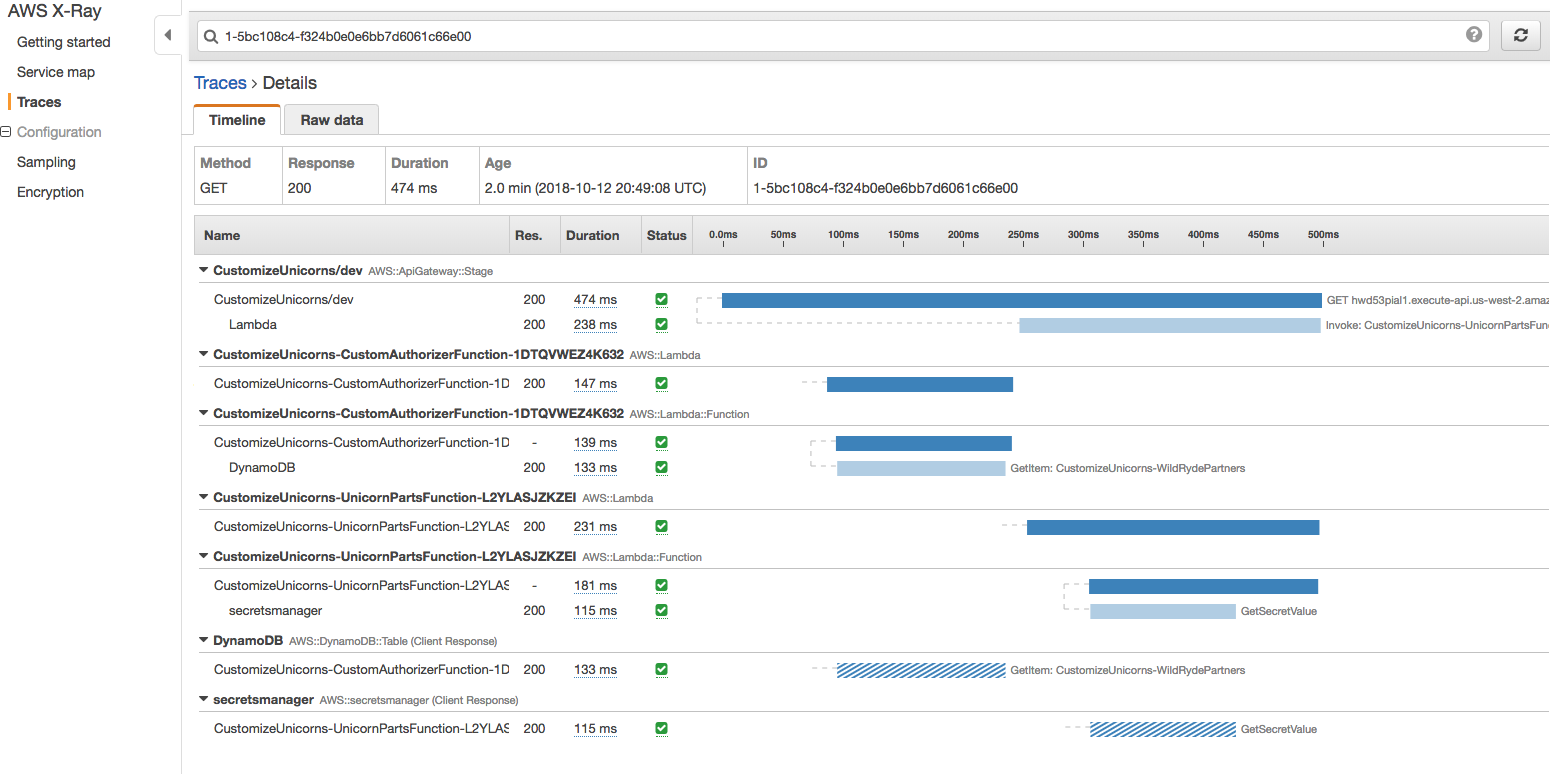 AWS X-Ray
Getting started
Service map
Traces
Configuration
Sampling
Encryption
1-5bc108c4-f324b0e0e6bb7d6061c66e00
Traces > Details
Timeline Raw data
Method Response Duration Age ID
GET 200 474 ms 2.0 min (2018-10-12 20:49:08 UTC) 1-5bc108c4-f324b0e0e6bb7d6061c66e00
Name Res. Duration Status 0.0ms 50ms 100ms 150ms 200ms 250ms 300ms 350ms 400ms 450ms 500ms
CustomizeUnicorns/dev AWS::ApiGateway::Stage
CustomizeUnicorns/dev 200 474 ms GET hwd53pial1.execute-api.us-west-2.amaz
Lambda 200 238 ms Invoke: CustomizeUnicorns-UnicornPartsFun
CustomizeUnicorns-CustomAuthorizerFunction-1DTQVWEZ4K632 AWS::Lambda
CustomizeUnicorns-CustomAuthorizerFunction-1D 200 147 ms
CustomizeUnicorns-CustomAuthorizerFunction-1DTQVWEZ4K632 AWS::Lambda::Function
CustomizeUnicorns-CustomAuthorizerFunction-1D - 139 ms
DynamoDB 200 133 ms GetItem: CustomizeUnicorns-WildRydePartners
CustomizeUnicorns-UnicornPartsFunction-L2YLASJZKZEI AWS::Lambda
CustomizeUnicorns-UnicornPartsFunction-L2YLAS 200 231 ms
CustomizeUnicorns-UnicornPartsFunction-L2YLASJZKZEI AWS::Lambda::Function
CustomizeUnicorns-UnicornPartsFunction-L2YLAS - 181 ms
secretsmanager 200 115 ms GetSecretValue
DynamoDB AWS::DynamoDB::Table (Client Response)
CustomizeUnicorns-CustomAuthorizerFunction-1D 200 133 ms GetItem: CustomizeUnicorns-WildRydePartners
secretsmanager AWS::secretsmanager (Client Response)
CustomizeUnicorns-UnicornPartsFunction-L2YLAS 200 115 ms GetSecretValue